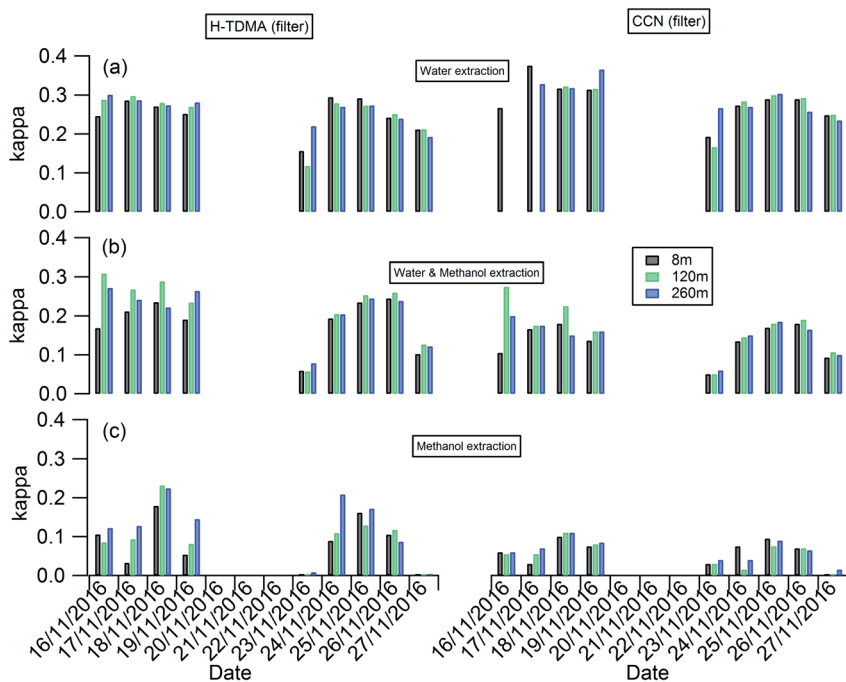 H-TDMA (filter)
CCN (filter)
0.4
0.3
0.2
0.1
0.0
kappa
(a)
Water extraction
0.4
0.3
0.2
0.1
0.0
kappa
(b)
Water & Methanol extraction
8m
120m
260m
0.4
0.3
0.2
0.1
0.0
kappa
(c)
Methanol extraction
16/11/2016
17/11/2016
18/11/2016
19/11/2016
20/11/2016
21/11/2016
22/11/2016
23/11/2016
24/11/2016
25/11/2016
26/11/2016
27/11/2016
16/11/2016
17/11/2016
18/11/2016
19/11/2016
20/11/2016
21/11/2016
22/11/2016
23/11/2016
24/11/2016
25/11/2016
26/11/2016
27/11/2016
Date
Date